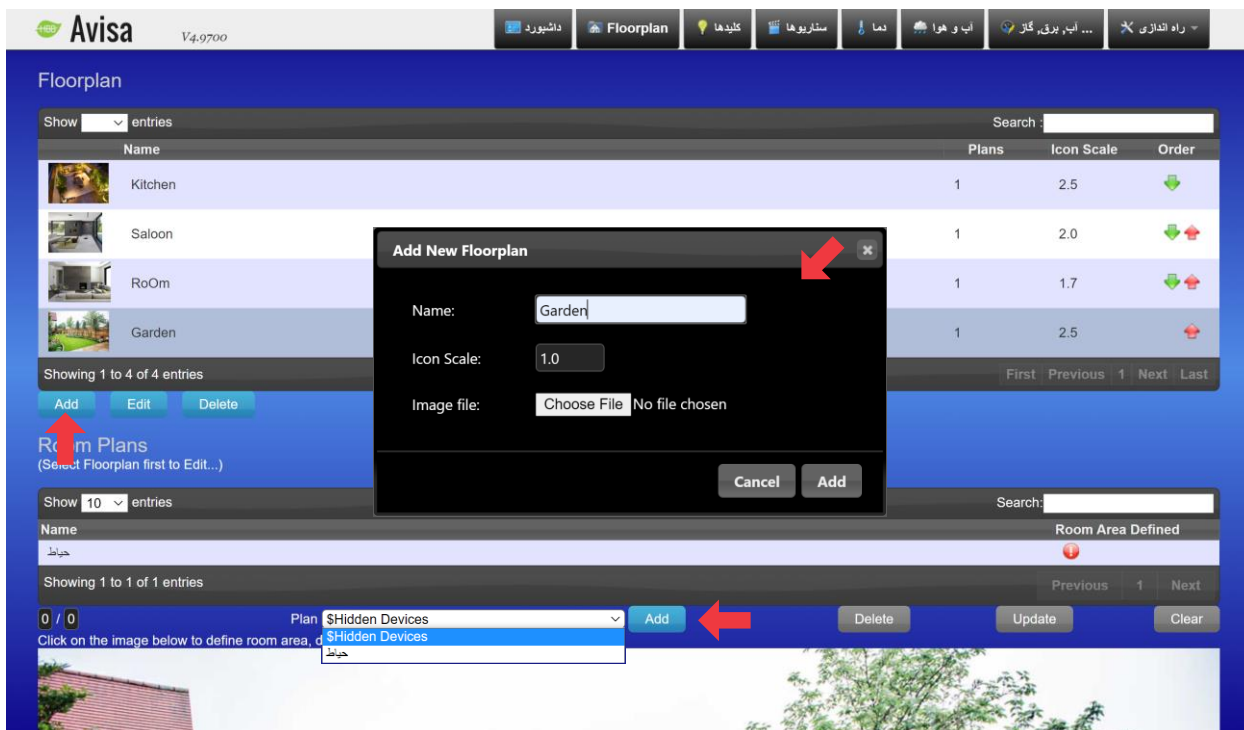 HBB Avisa V4.9700 داشبورد Floorplan کلیدها سناریوها دما آب و هوا آب, برق, گاز ... راه اندازی
Floorplan
Show entries Search :
Name Plans Icon Scale Order
Kitchen 1 2.5
Saloon 1 2.0
RoOm 1 1.7
Garden 1 2.5
Showing 1 to 4 of 4 entries First Previous 1 Next Last
Add Edit Delete
Add New Floorplan
Name: Garden
Icon Scale: 1.0
Image file: Choose File No file chosen
Cancel Add
Room Plans
(Select Floorplan first to Edit...)
Show 10 entries Search:
Name Room Area Defined
حیاط
Showing 1 to 1 of 1 entries Previous 1 Next
0 / 0 Plan $Hidden Devices Add Delete Update Clear
Click on the image below to define room area, d
$Hidden Devices
حیاط